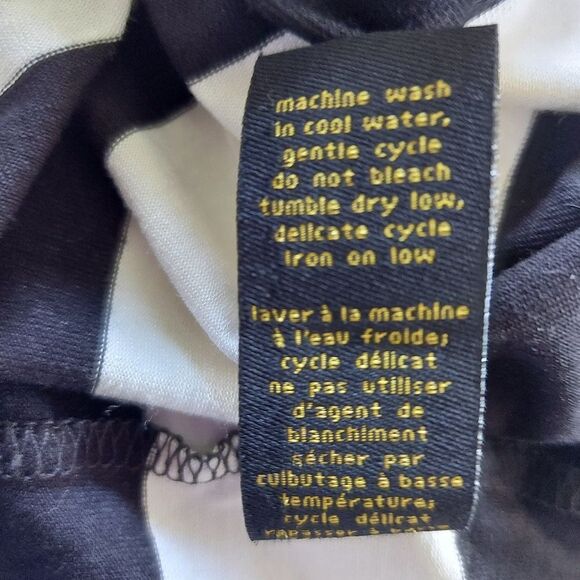 machine wash
in cool water,
gentle cycle
do not bleach
tumble dry low,
delicate cycle
iron on low
laver à la machine
à l'eau froide;
cycle délicat
ne pas utiliser
d'agent de
blanchiment
sécher par
culbutage à basse
température;
cycle délicat
repasser à